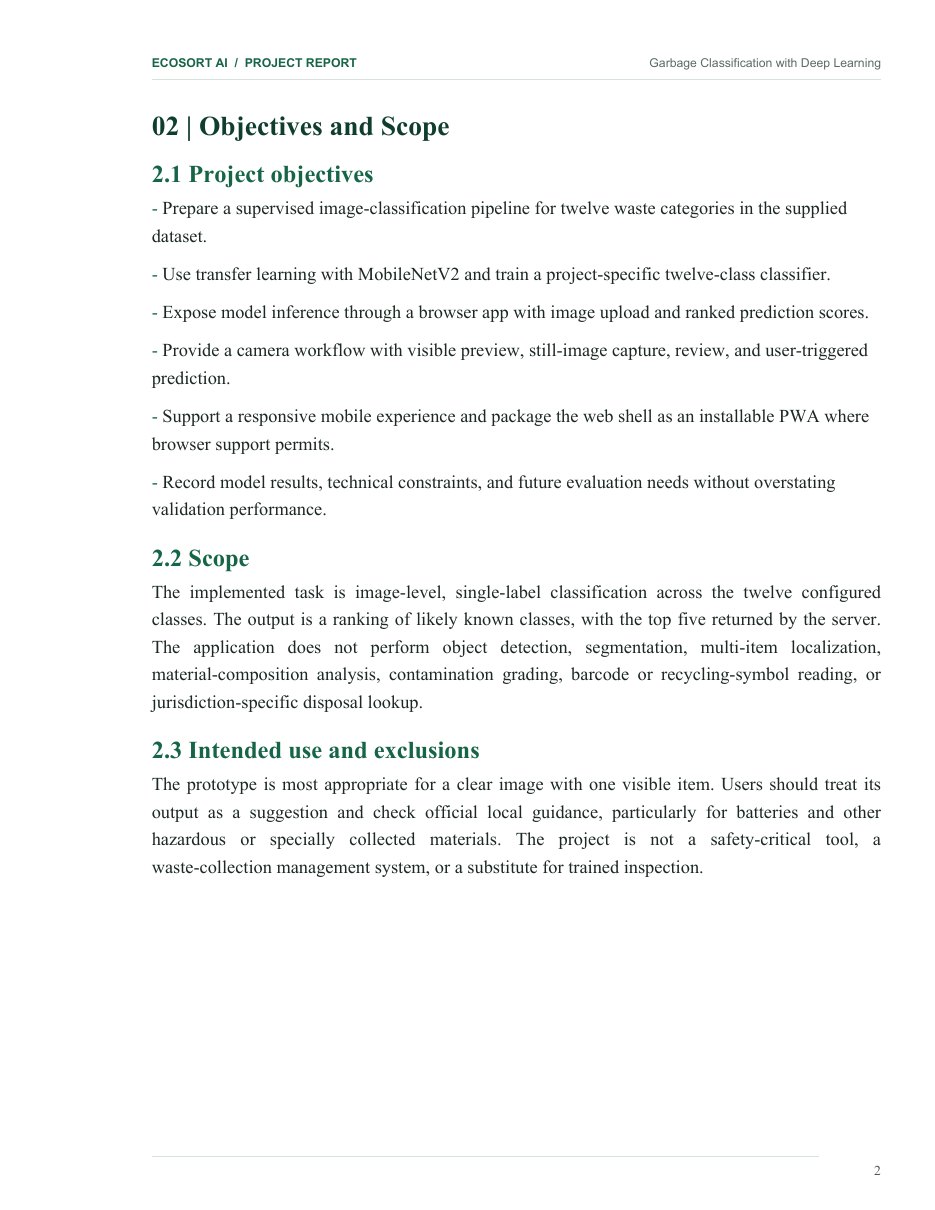 ECOSORT AI / PROJECT REPORT
Garbage Classification with Deep Learning
02 | Objectives and Scope
2.1 Project objectives
- Prepare a supervised image-classification pipeline for twelve waste categories in the supplied
dataset.
- Use transfer learning with MobileNetV2 and train a project-specific twelve-class classifier.
- Expose model inference through a browser app with image upload and ranked prediction scores.
- Provide a camera workflow with visible preview, still-image capture, review, and user-triggered
prediction.
- Support a responsive mobile experience and package the web shell as an installable PWA where
browser support permits.
- Record model results, technical constraints, and future evaluation needs without overstating
validation performance.
2.2 Scope
The implemented task is image-level, single-label classification across the twelve configured
classes. The output is a ranking of likely known classes, with the top five returned by the server.
The application does not perform object detection, segmentation, multi-item localization,
material-composition analysis, contamination grading, barcode or recycling-symbol reading, or
jurisdiction-specific disposal lookup.
2.3 Intended use and exclusions
The prototype is most appropriate for a clear image with one visible item. Users should treat its
output as a suggestion and check official local guidance, particularly for batteries and other
hazardous or specially collected materials. The project is not a safety-critical tool, a
waste-collection management system, or a substitute for trained inspection.
2